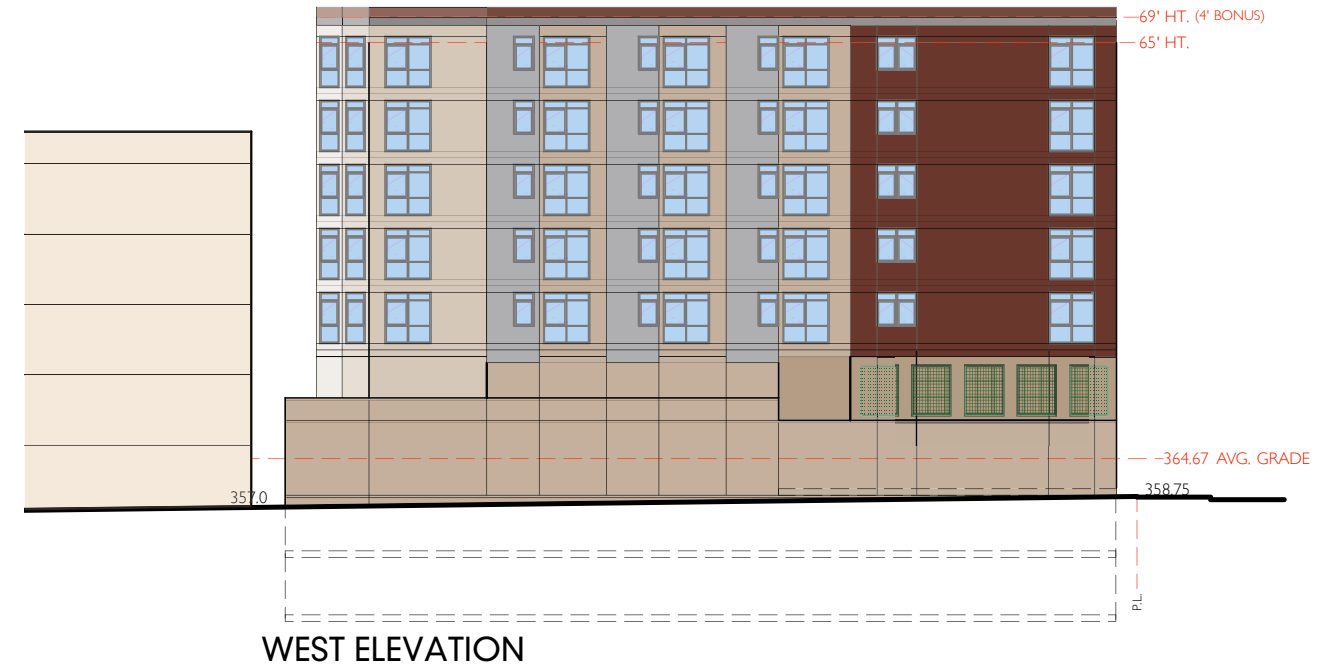 69' HT. (4' BONUS)
65' HT.
364.67 AVG. GRADE
357.0
358.75
P.L.
WEST ELEVATION